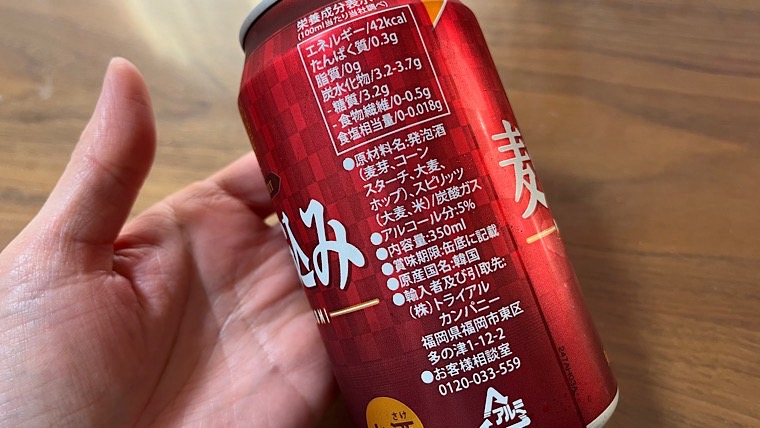 栄養成分表示
(100ml当たり当社調べ)
エネルギー/42kcal
たんぱく質/0.3g
脂質/0g
炭水化物/3.2-3.7g
- 糖質/3.2g
- 食物繊維/0-0.5g
食塩相当量/0-0.018g
●原材料名:発泡酒
(麦芽、コーン
スターチ、大麦、
ホップ)、スピリッツ
(大麦、米)/炭酸ガス
●アルコール分:5%
●内容量:350ml
●賞味期限:缶底に記載
●原産国名:韓国
●輸入者及び引取先:
(株)トライアル
カンパニー
福岡県福岡市東区
多の津1-12-2
●お客様相談室
0120-033-559
込み
麦
さけ
アルミ